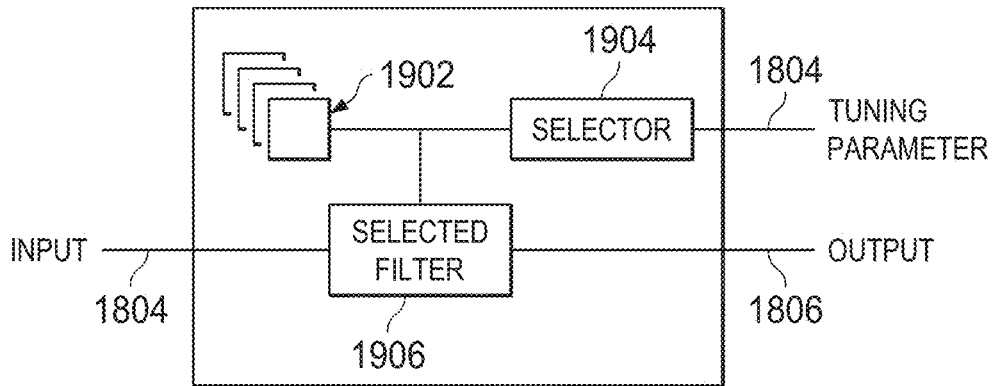 1902
1904
1804
SELECTOR
TUNING
PARAMETER
INPUT
1804
SELECTED
FILTER
1906
OUTPUT
1806